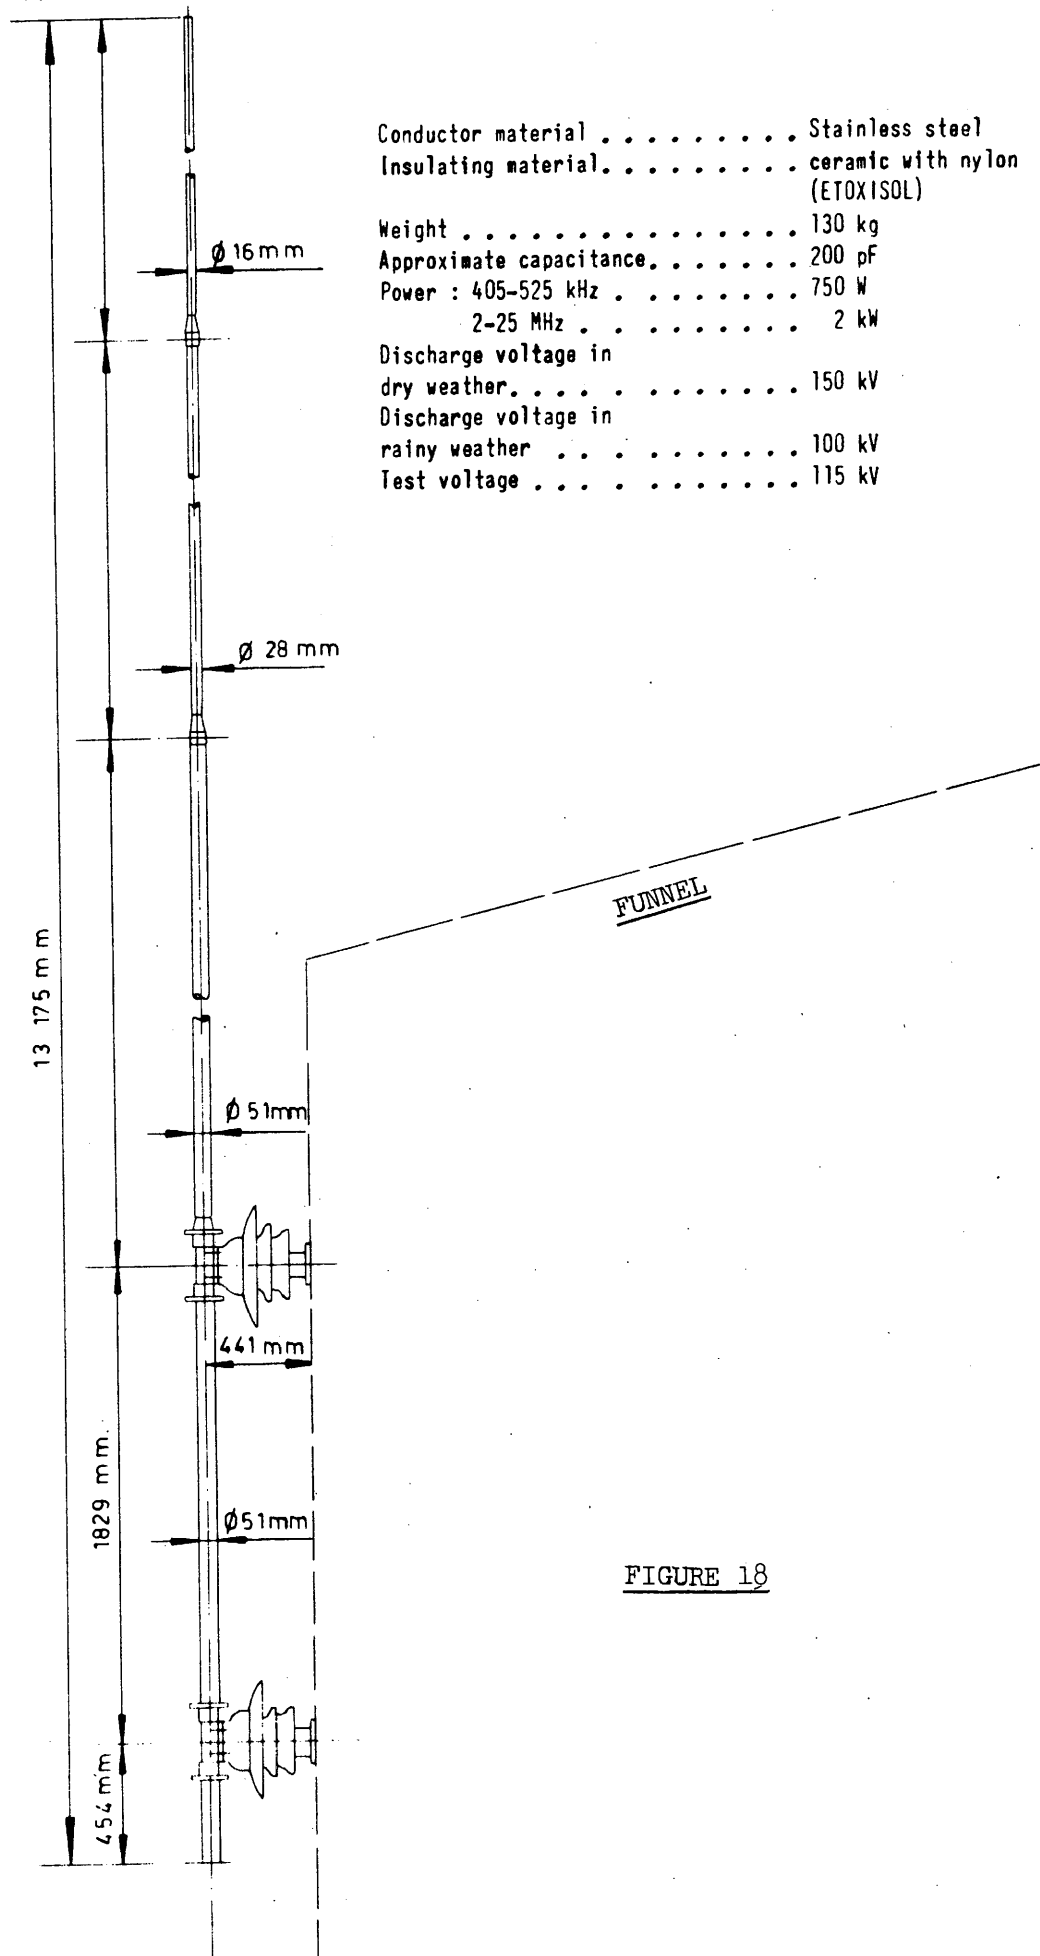 Conductor material . . . . . . . . . Stainless steel
Insulating material. . . . . . . . . ceramic with nylon
(ETOXISOL)
Weight . . . . . . . . . . . . . . . 130 kg
Approximate capacitance. . . . . . . 200 pF
Power : 405-525 kHz . . . . . . . . 750 W
2-25 MHz . . . . . . . . . 2 kW
Discharge voltage in
dry weather. . . . . . . . . . . . . 150 kV
Discharge voltage in
rainy weather . . . . . . . . . . . 100 kV
Test voltage . . . . . . . . . . . . 115 kV
Ø 16 mm
Ø 28 mm
FUNNEL
13 175 mm
Ø 51mm
441 mm
1829 mm.
Ø51mm
FIGURE 18
454 mm